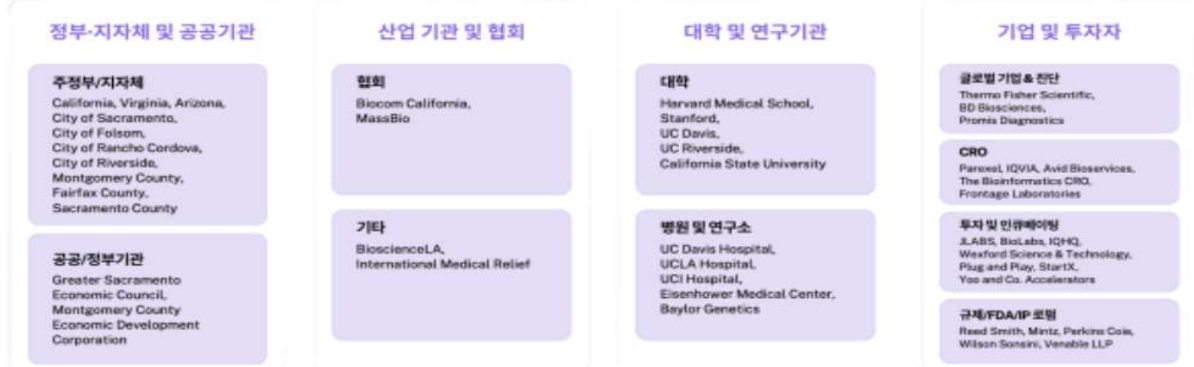 정부·지자체 및 공공기관
주정부/지자체
California, Virginia, Arizona,
City of Sacramento,
City of Folsom,
City of Rancho Cordova,
City of Riverside,
Montgomery County,
Fairfax County,
Sacramento County
공공/정부기관
Greater Sacramento
Economic Council,
Montgomery County
Economic Development
Corporation
산업 기관 및 협회
협회
Biocom California,
MassBio
기타
BioscienceLA,
International Medical Relief
대학 및 연구기관
대학
Harvard Medical School,
Stanford,
UC Davis,
UC Riverside,
California State University
병원 및 연구소
UC Davis Hospital,
UCLA Hospital,
UCI Hospital,
Eisenhower Medical Center,
Baylor Genetics
기업 및 투자자
글로벌 기업 & 진단
Thermo Fisher Scientific,
BD Biosciences,
Promis Diagnostics
CRO
Parexel, IQVIA, Avid Bioservices,
The Bioinformatics CRO,
Frontage Laboratories
투자 및 인큐베이팅
JLABS, BioLabs, IQHQ,
Wexford Science & Technology,
Plug and Play, StartX,
Yoo and Co. Accelerators
규제/FDA/IP 로펌
Reed Smith, Mintz, Perkins Coie,
Wilson Sonsini, Venable LLP